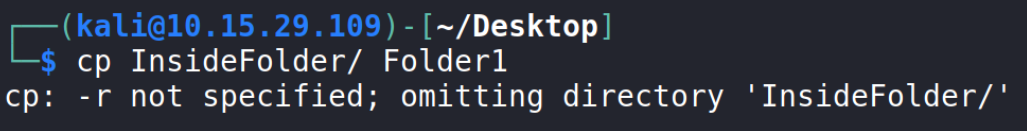 ┌──(kali@10.15.29.109)-[~/Desktop]
└─$ cp InsideFolder/ Folder1
cp: -r not specified; omitting directory 'InsideFolder/'